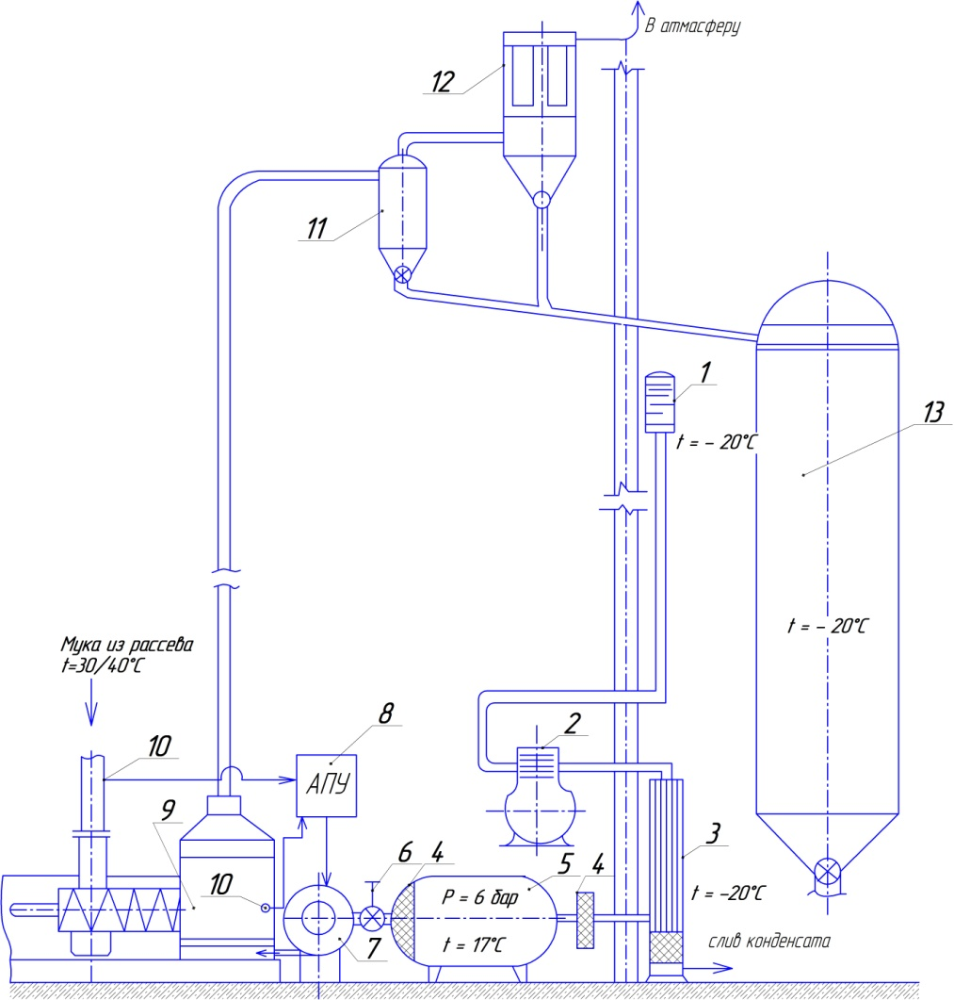 В атмасферу
12
11
1
t = – 20°C
13
t = – 20°C
Мука из рассева
t=30/40°C
10
8
АПУ
2
9
10
6
4
5
4
3
P = 6 бар
t = 17°C
7
t = –20°C
слив конденсата